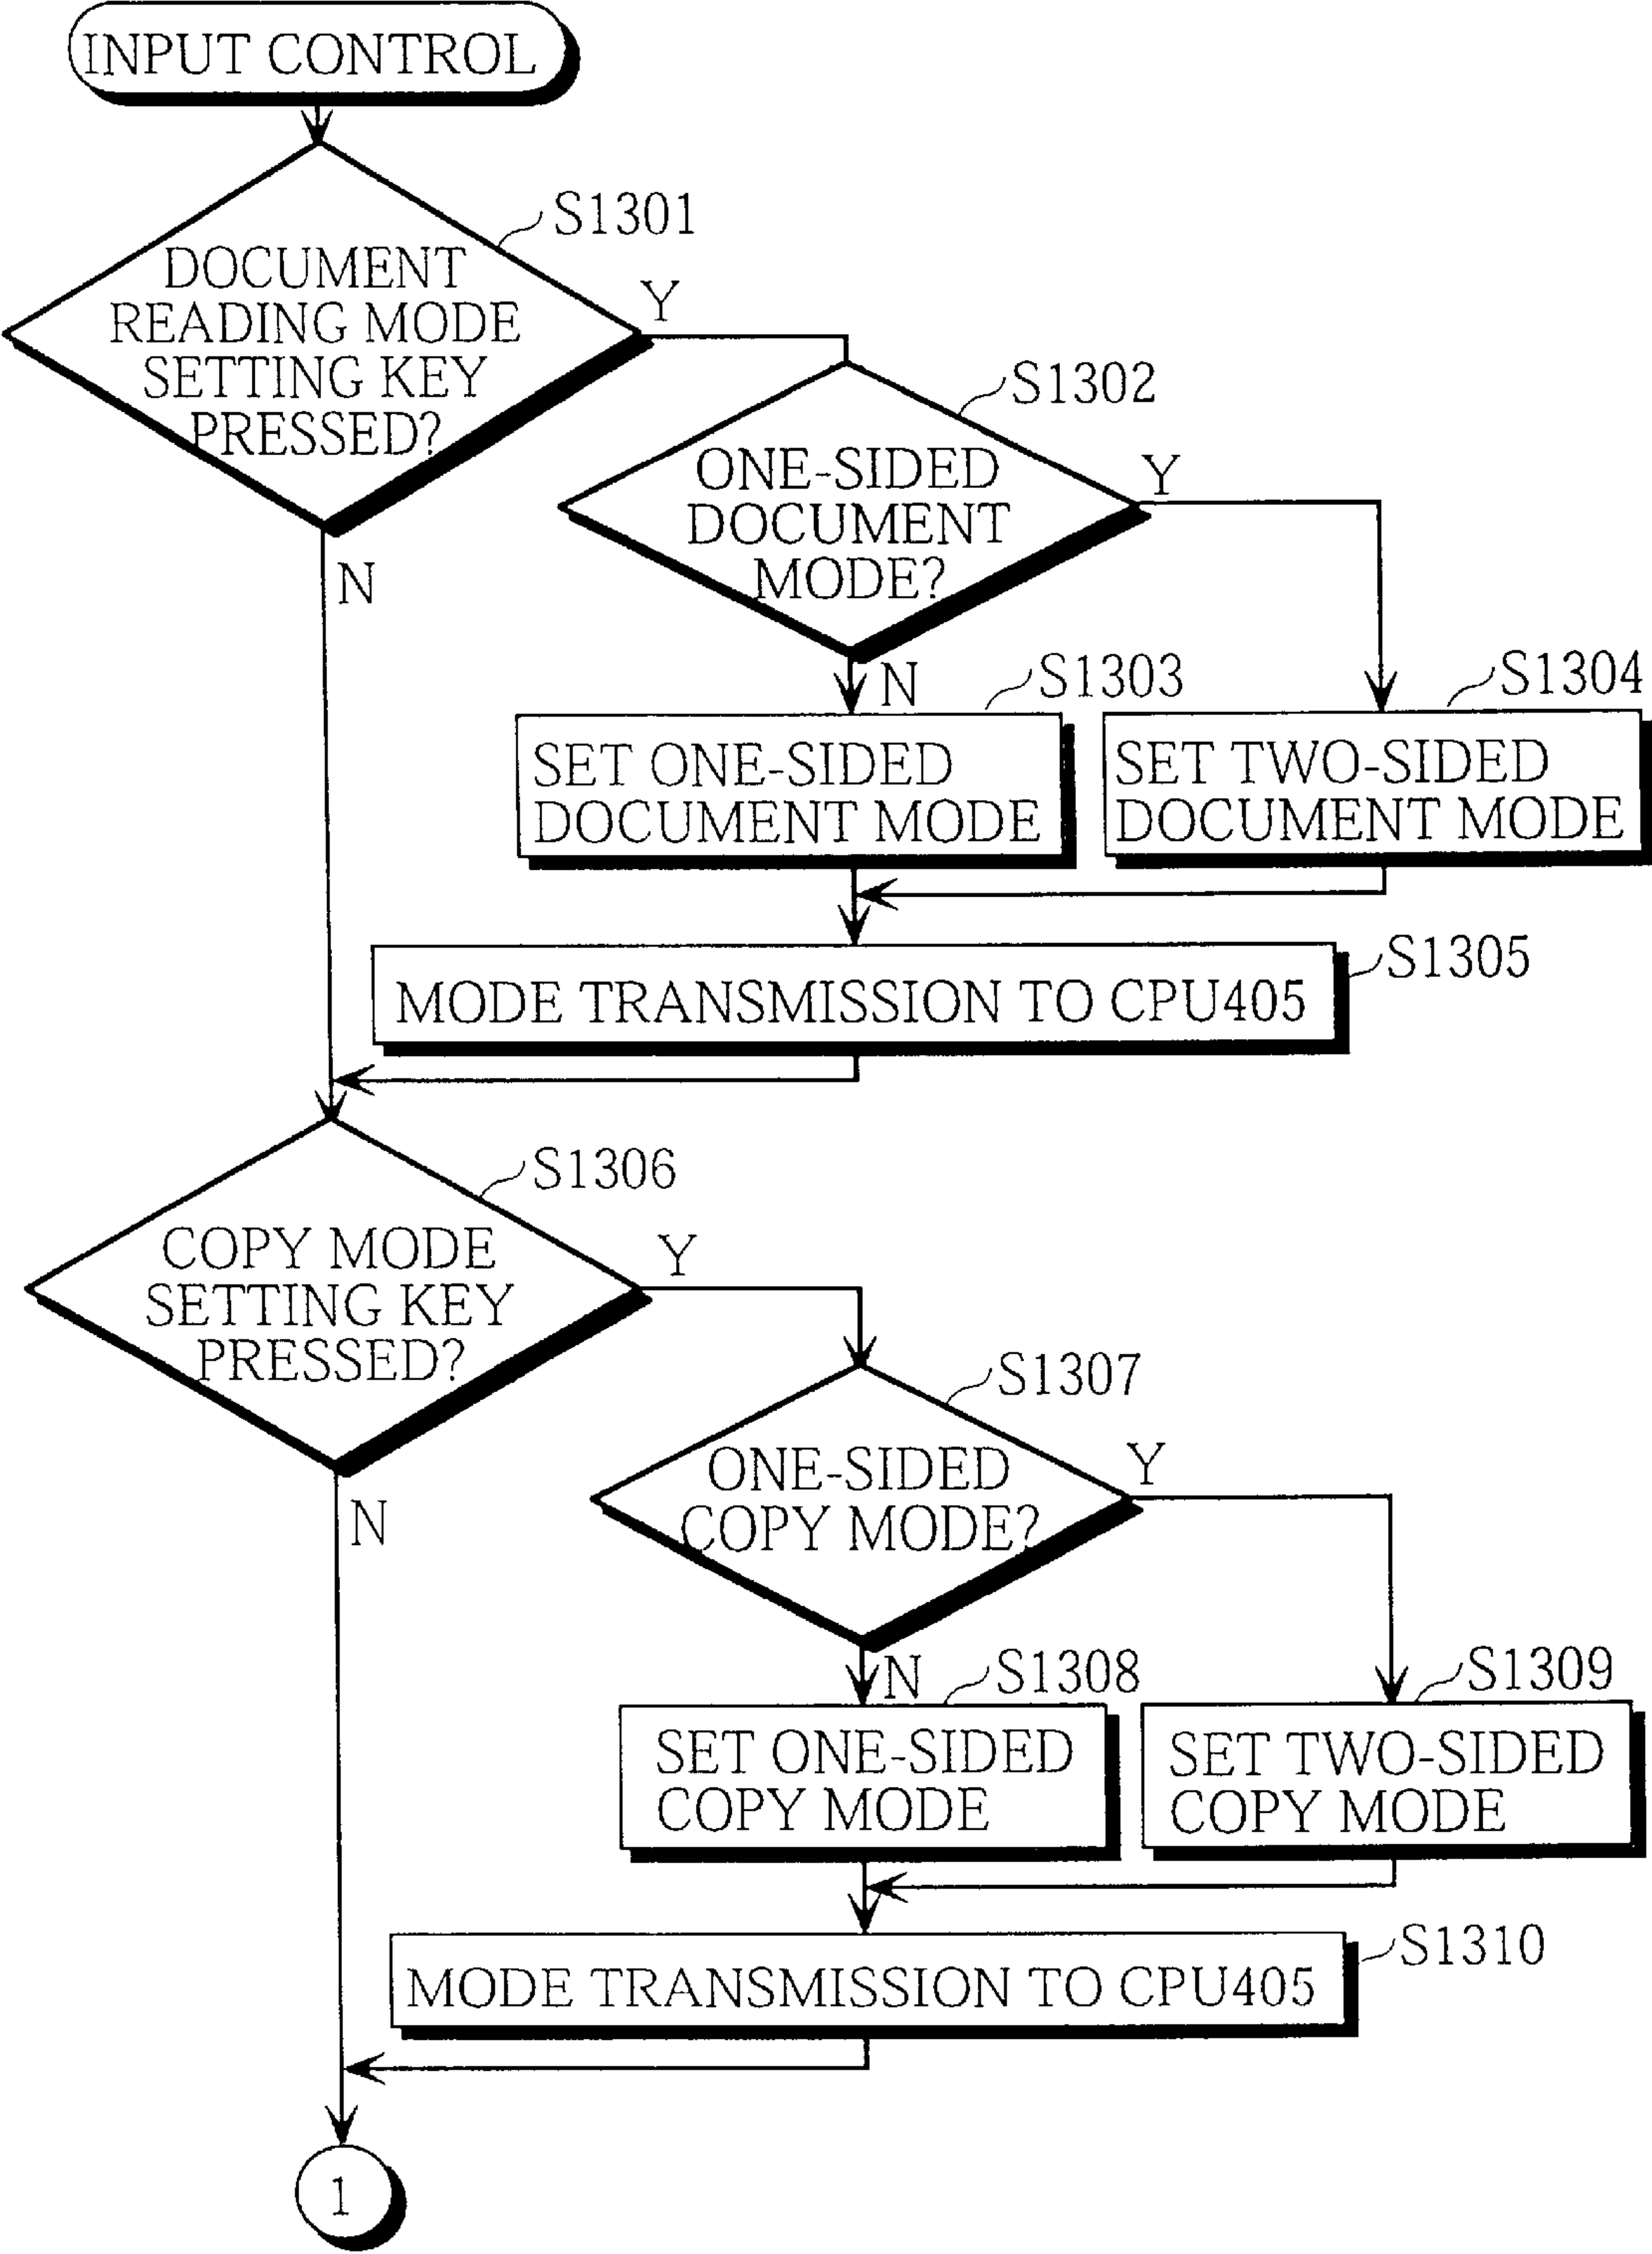 INPUT CONTROL
S1301
DOCUMENT
READING MODE
SETTING KEY
PRESSED?
Y
N
S1302
ONE-SIDED
DOCUMENT
MODE?
Y
N
S1303
SET ONE-SIDED
DOCUMENT MODE
S1304
SET TWO-SIDED
DOCUMENT MODE
S1305
MODE TRANSMISSION TO CPU405
S1306
COPY MODE
SETTING KEY
PRESSED?
Y
N
S1307
ONE-SIDED
COPY MODE?
Y
N
S1308
SET ONE-SIDED
COPY MODE
S1309
SET TWO-SIDED
COPY MODE
S1310
MODE TRANSMISSION TO CPU405
1